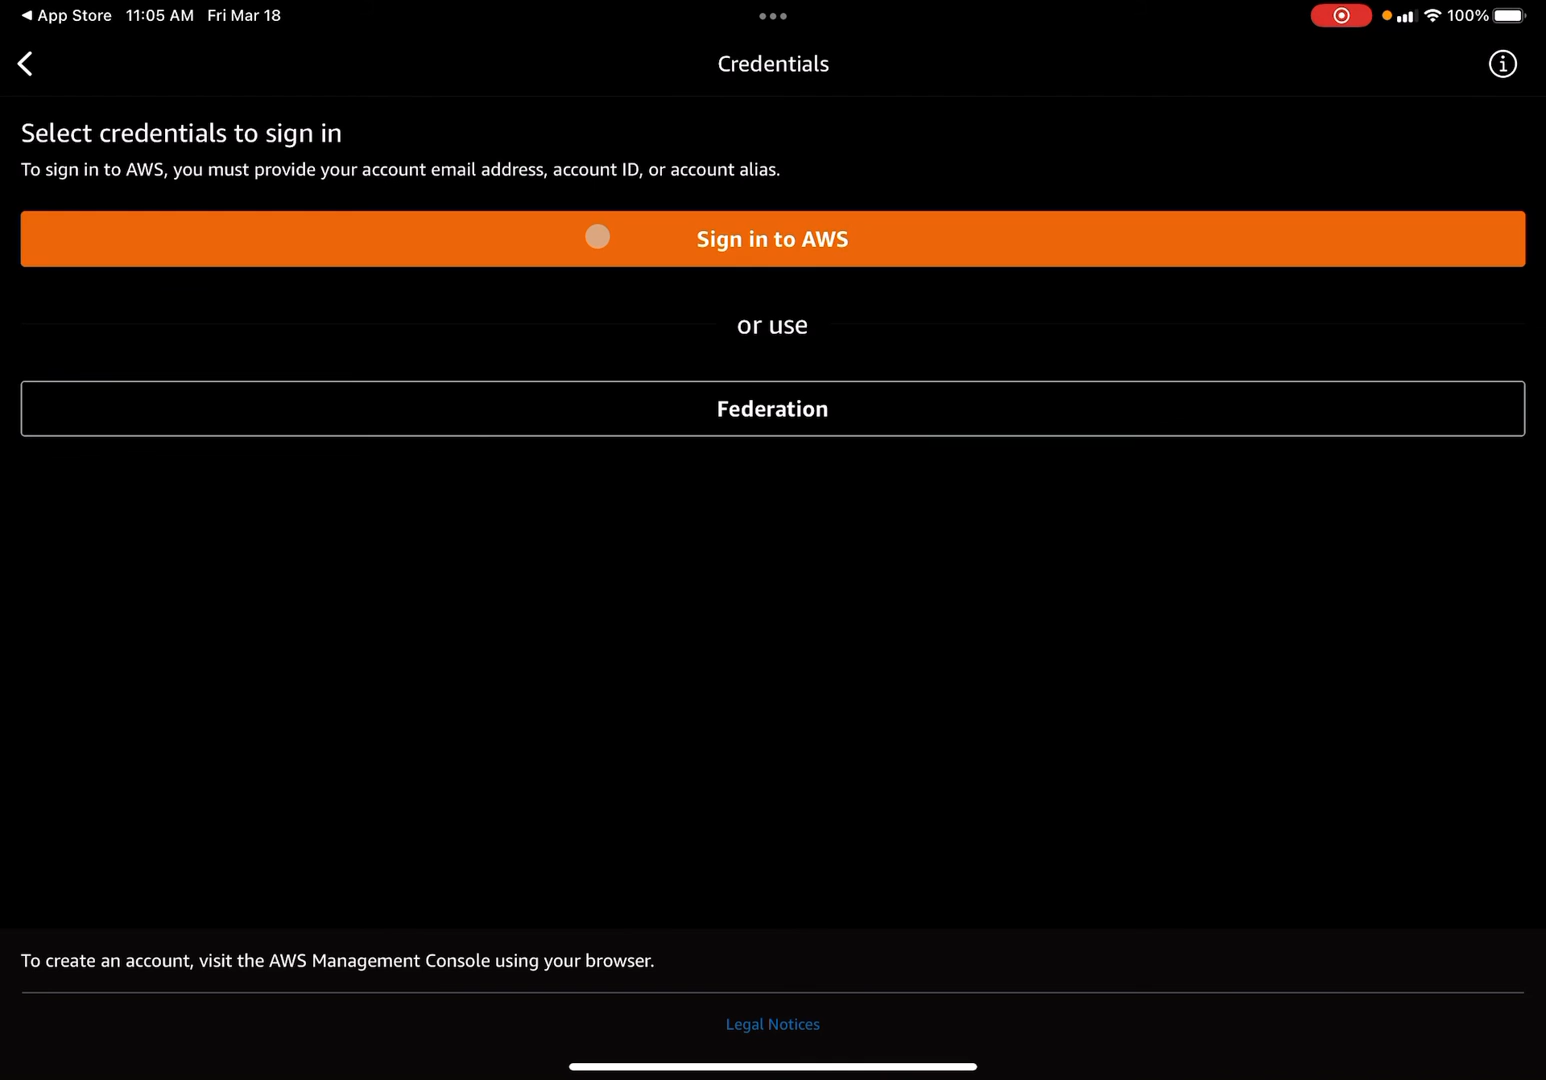 ◀ App Store 11:05 AM Fri Mar 18
100%
Credentials
Select credentials to sign in
To sign in to AWS, you must provide your account email address, account ID, or account alias.
Sign in to AWS
or use
Federation
To create an account, visit the AWS Management Console using your browser.
Legal Notices